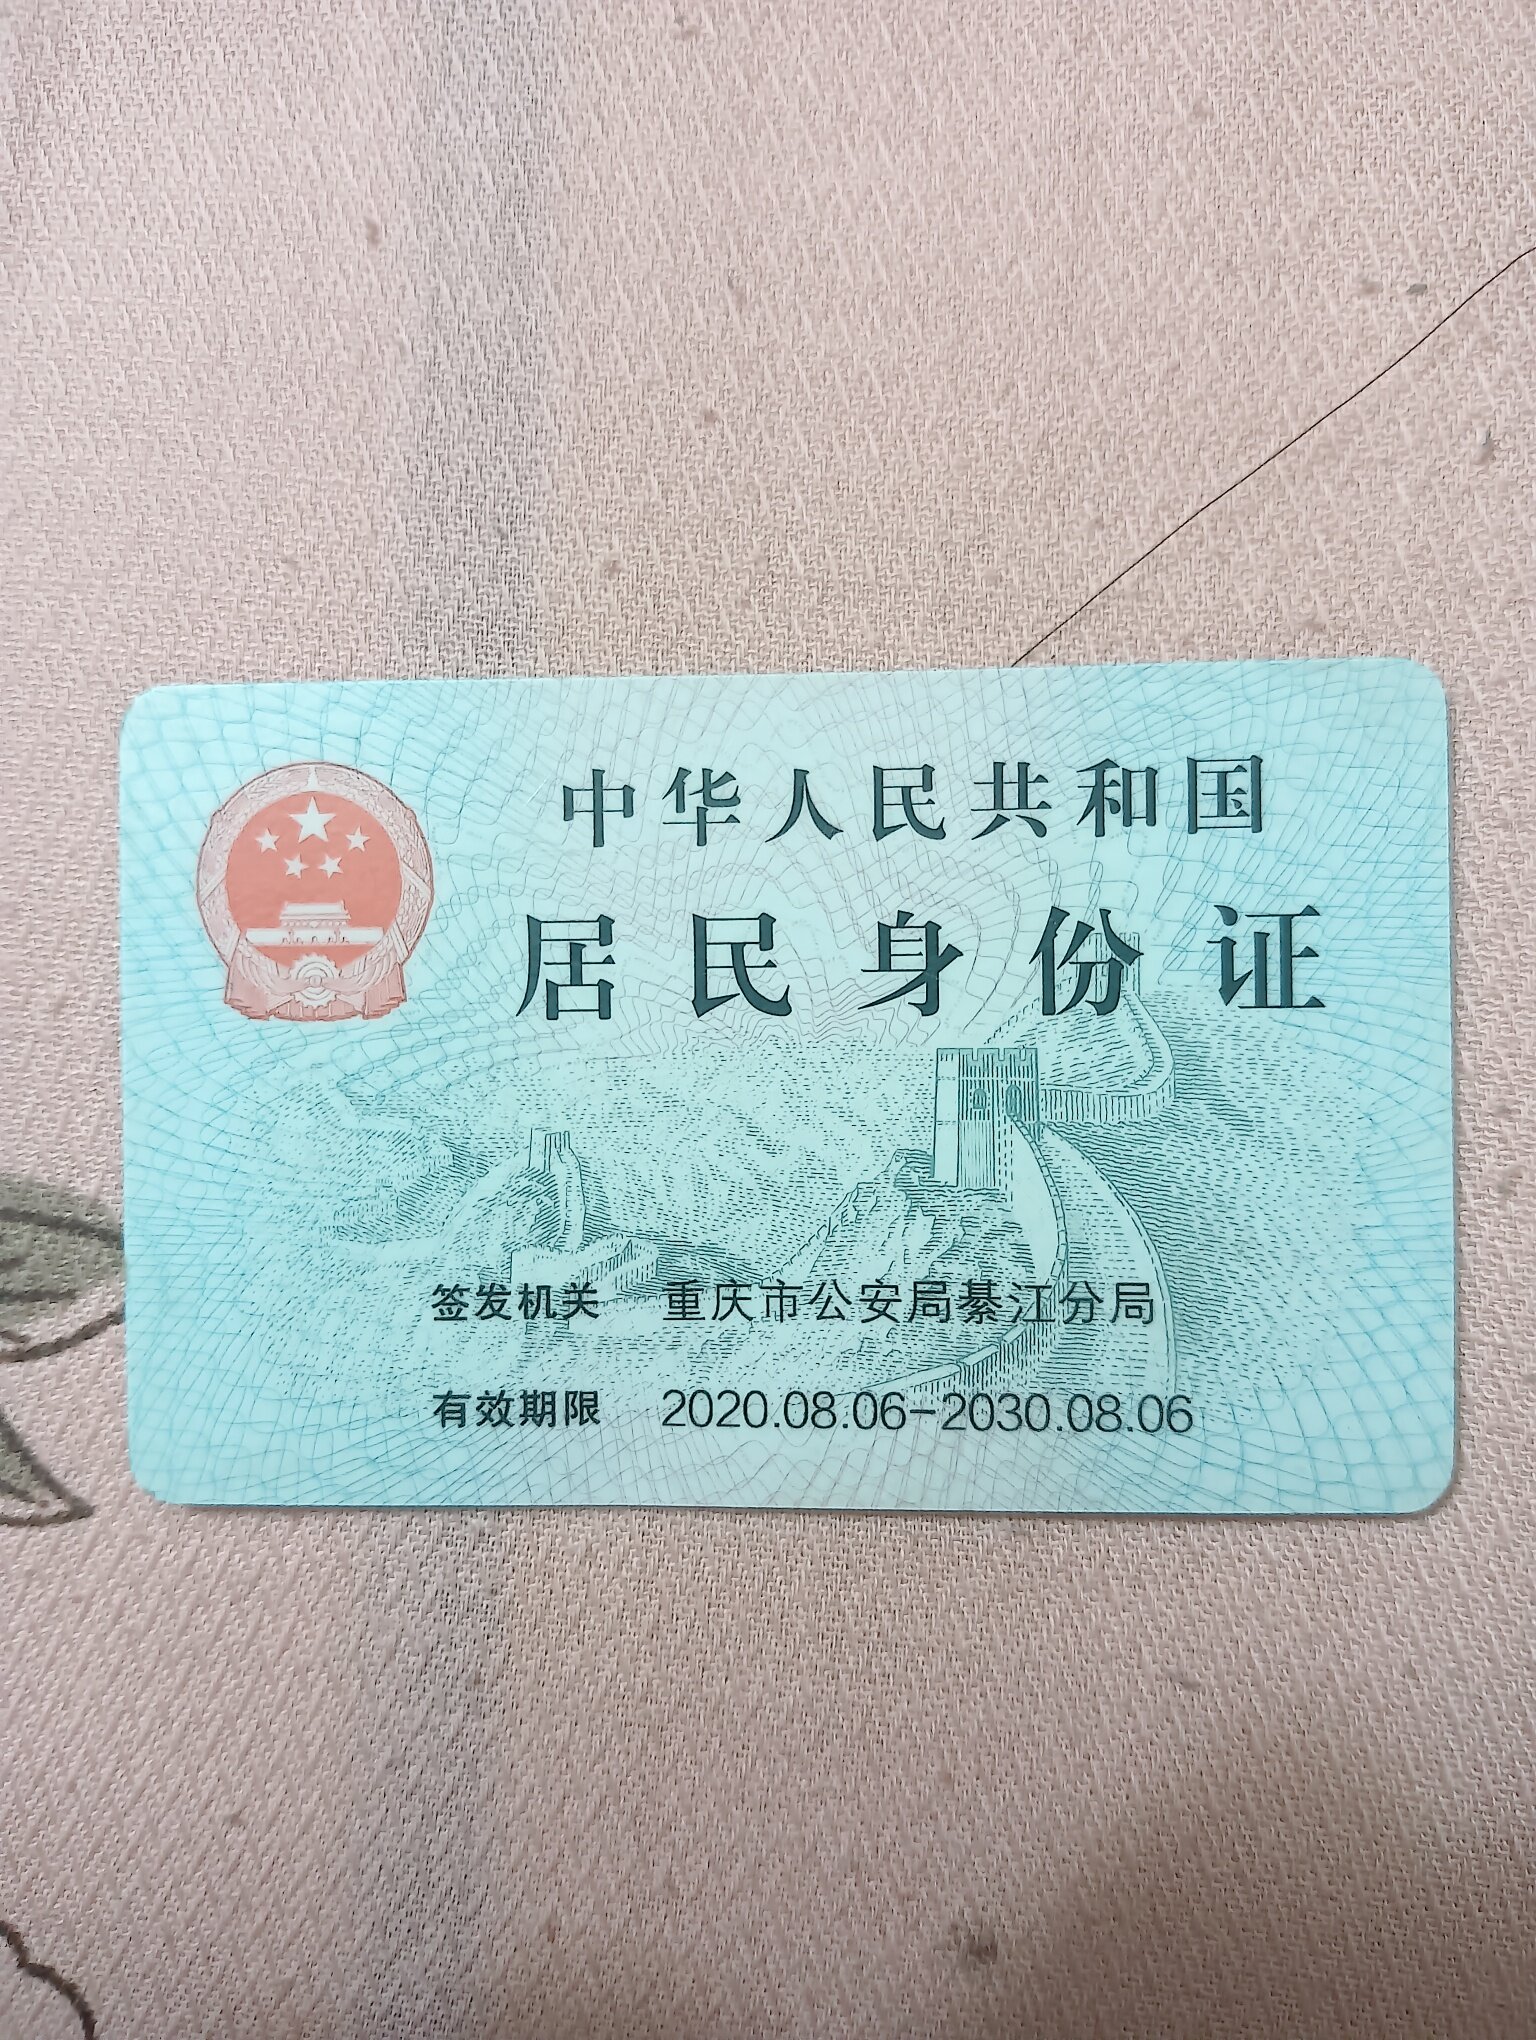 中华人民共和国
居民身份证
签发机关 重庆市公安局綦江分局
有效期限 2020.08.06-2030.08.06